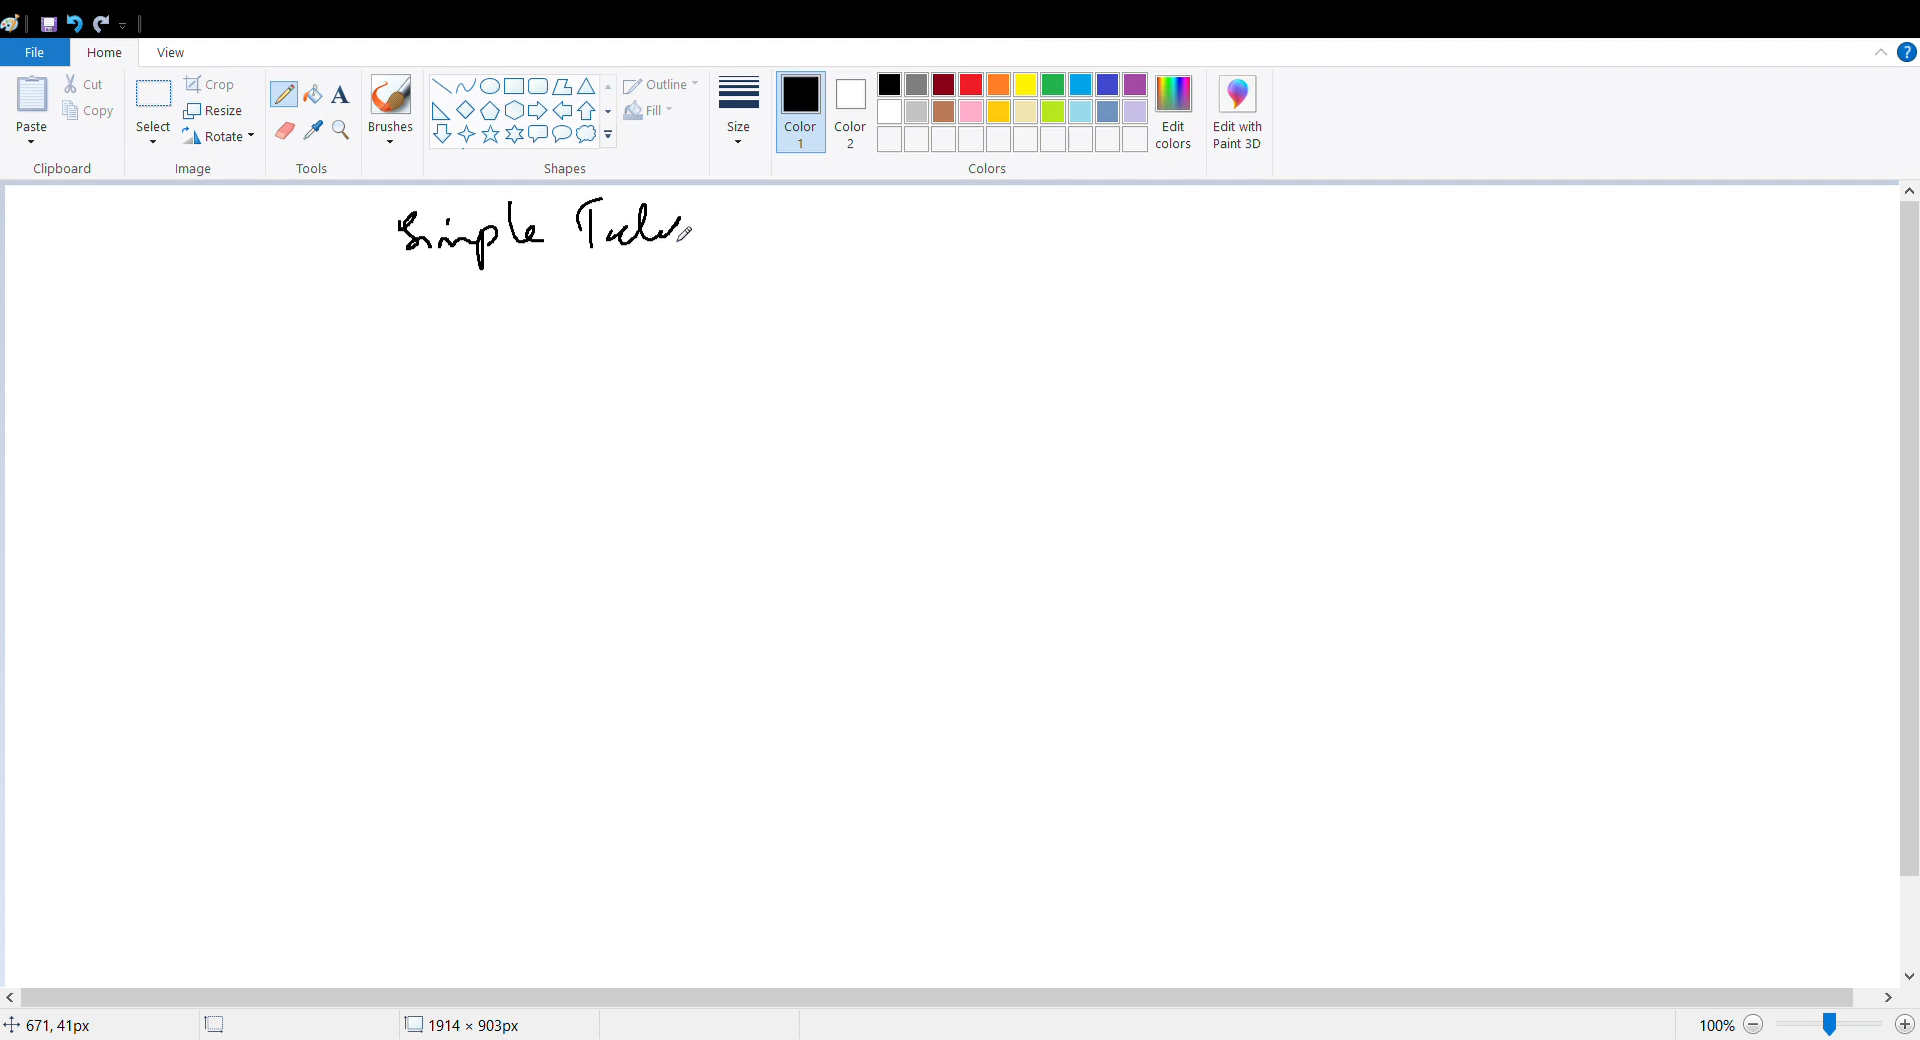 File Home View
Paste Cut Copy Clipboard
Select Crop Resize Rotate Image
Tools
Brushes
Shapes
Outline Fill
Size
Color 1
Color 2
Colors
Edit colors
Edit with Paint 3D
Simple
671, 41px
1914 × 903px
100%